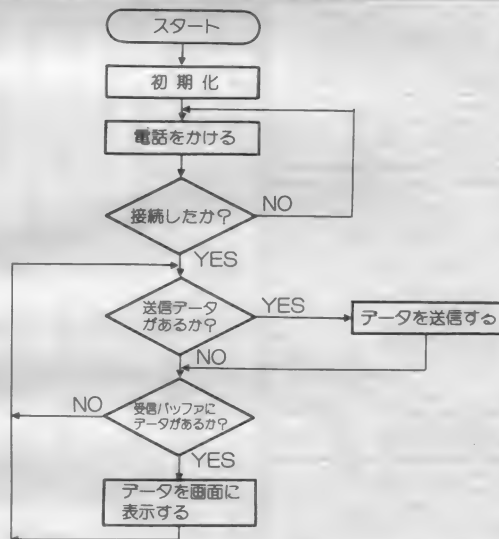 スタート
初期化
電話をかける
接続したか?
NO
YES
送信データ
があるか?
YES
データを送信する
NO
受信バッファに
データがあるか?
NO
YES
データを画面に
表示する